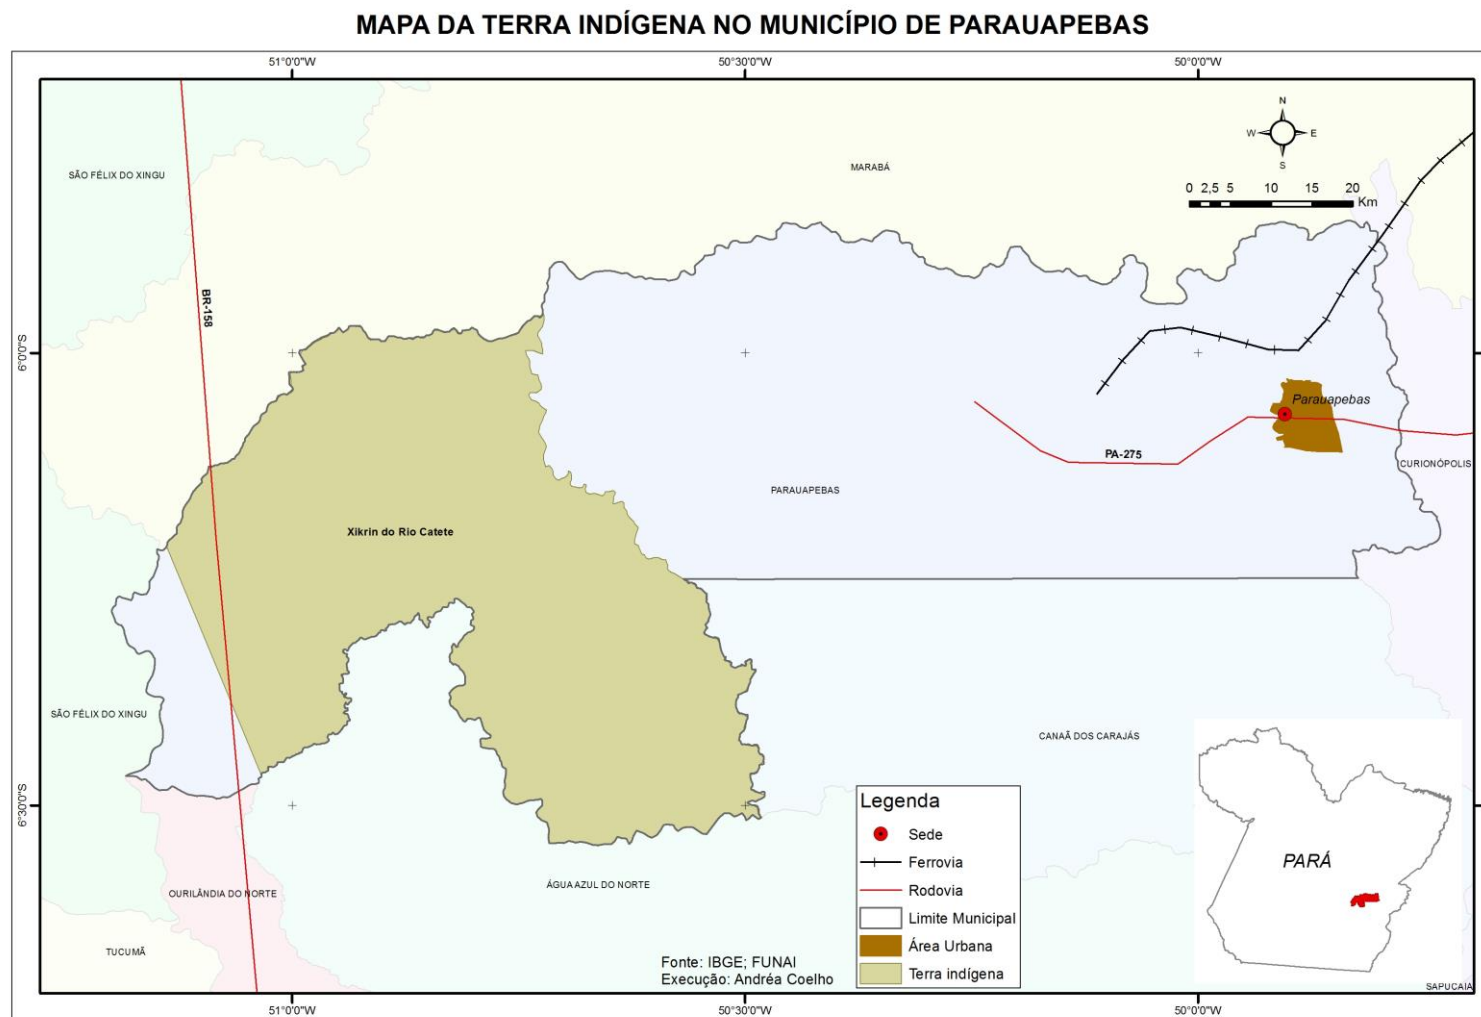 MAPA DA TERRA INDÍGENA NO MUNICÍPIO DE PARAUAPEBAS
51°0'0"W
50°30'0"W
50°0'0"W
N
W
E
S
MARABÁ
SÃO FÉLIX DO XINGU
0 2,5 5 10 15 20
Km
BR-158
6°0'0"S
Parauapebas
PA-275
CURIONÓPOLIS
PARAUAPEBAS
Xikrin do Rio Catete
SÃO FÉLIX DO XINGU
CANAÃ DOS CARAJÁS
6°30'0"S
Legenda
Sede
Ferrovia
Rodovia
Limite Municipal
Área Urbana
Terra indígena
PARÁ
ÁGUA AZUL DO NORTE
OURILÂNDIA DO NORTE
TUCUMÃ
Fonte: IBGE; FUNAI
Execução: Andréa Coelho
SAPUCAIA
51°0'0"W
50°30'0"W
50°0'0"W